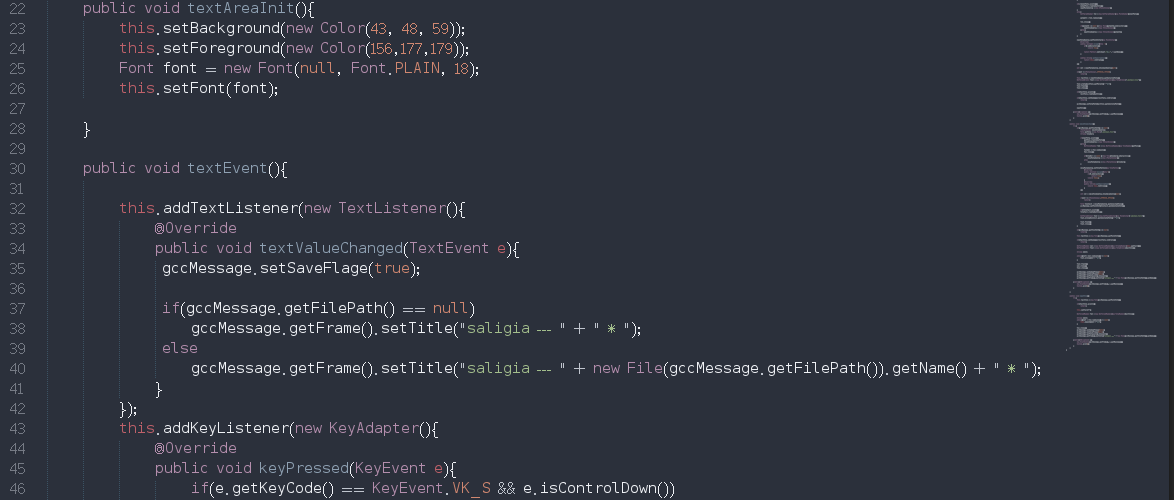 22 public void textAreaInit(){
23 this.setBackground(new Color(43, 48, 59));
24 this.setForeground(new Color(156,177,179));
25 Font font = new Font(null, Font.PLAIN, 18);
26 this.setFont(font);
27
28 }
29
30 public void textEvent(){
31
32 this.addTextListener(new TextListener(){
33 @Override
34 public void textValueChanged(TextEvent e){
35 gccMessage.setSaveFlage(true);
36
37 if(gccMessage.getFilePath() == null)
38 gccMessage.getFrame().setTitle("saligia --- " + " * ");
39 else
40 gccMessage.getFrame().setTitle("saligia --- " + new File(gccMessage.getFilePath()).getName() + " * ");
41 }
42 });
43 this.addKeyListener(new KeyAdapter(){
44 @Override
45 public void keyPressed(KeyEvent e){
46 if(e.getKeyCode() == KeyEvent.VK_S && e.isControlDown())